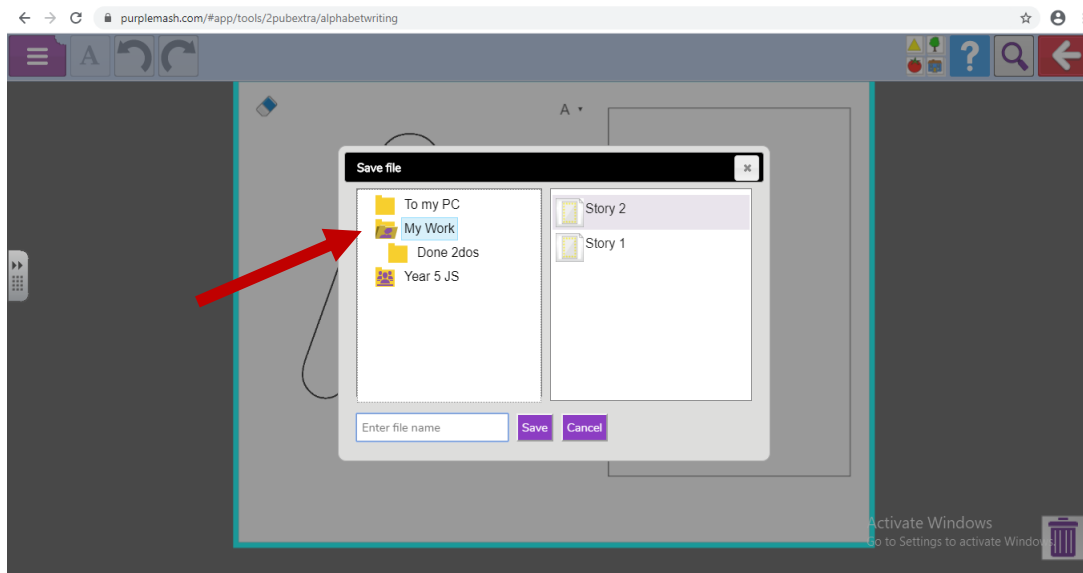 purplemash.com/#app/tools/2pubextra/alphabetwriting
A
?
A
Save file
×
To my PC
My Work
Done 2dos
Year 5 JS
Story 2
Story 1
Enter file name
Save
Cancel
Activate Windows
Go to Settings to activate Windows.